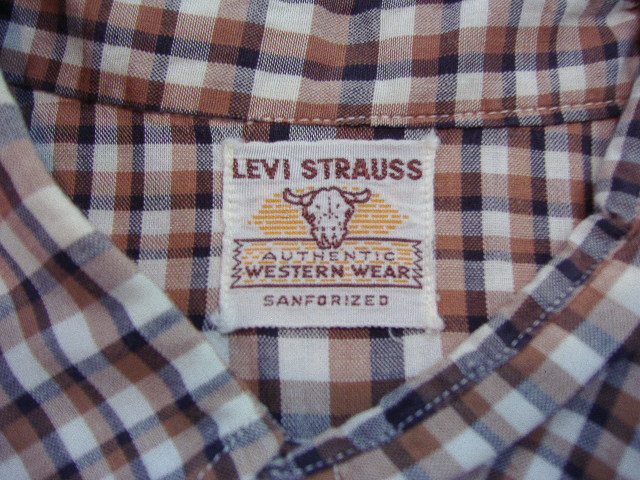 LEVI STRAUSS
AUTHENTIC
WESTERN WEAR
SANFORIZED